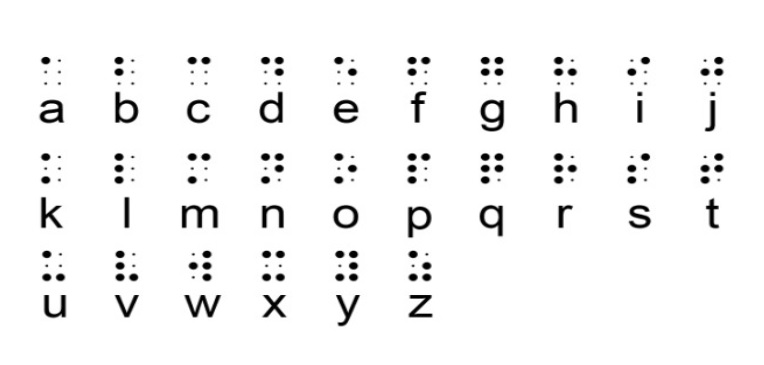 ⠁ ⠃ ⠉ ⠙ ⠑ ⠋ ⠛ ⠓ ⠊ ⠚
a b c d e f g h i j
⠅ ⠇ ⠍ ⠝ ⠕ ⠏ ⠟ ⠗ ⠎ ⠞
k l m n o p q r s t
⠥ ⠧ ⠺ ⠭ ⠽ ⠵
u v w x y z